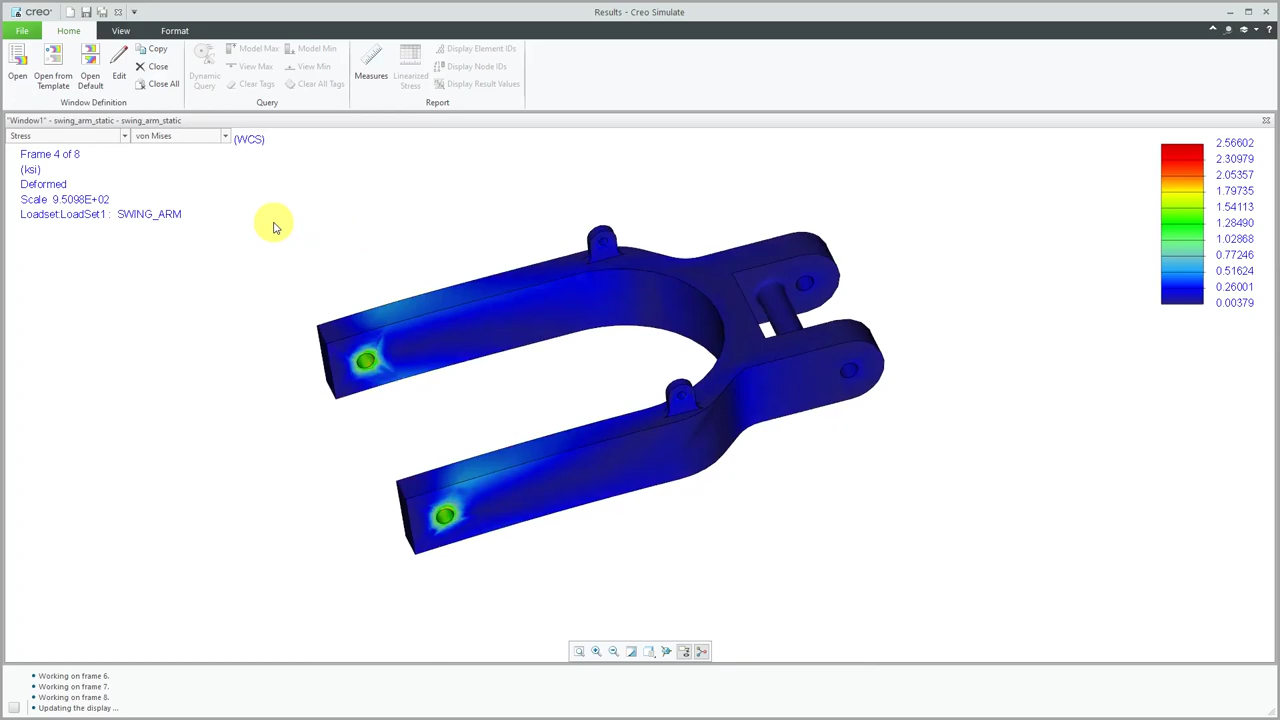 creo
Results - Creo Simulate
File
Home
View
Format
Open
Open from Template
Open Default
Edit
Copy
Close
Close All
Window Definition
Dynamic Query
Model Max
Model Min
View Max
View Min
Clear Tags
Clear All Tags
Query
Measures
Linearized Stress
Display Element IDs
Display Node IDs
Display Result Values
Report
"Window1" - swing_arm_static - swing_arm_static
Stress
von Mises
(WCS)
Frame 4 of 8
(ksi)
Deformed
Scale 9.5098E+02
Loadset:LoadSet1 : SWING_ARM
2.56602
2.30979
2.05357
1.79735
1.54113
1.28490
1.02868
0.77246
0.51624
0.26001
0.00379
Working on frame 6.
Working on frame 7.
Working on frame 8.
Updating the display ...